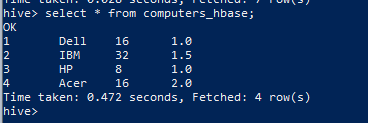 Time taken: 0.028 seconds, Fetched: 7 row(s)
hive> select * from computers_hbase;
OK
1 Dell 16 1.0
2 IBM 32 1.5
3 HP 8 1.0
4 Acer 16 2.0
Time taken: 0.472 seconds, Fetched: 4 row(s)
hive>